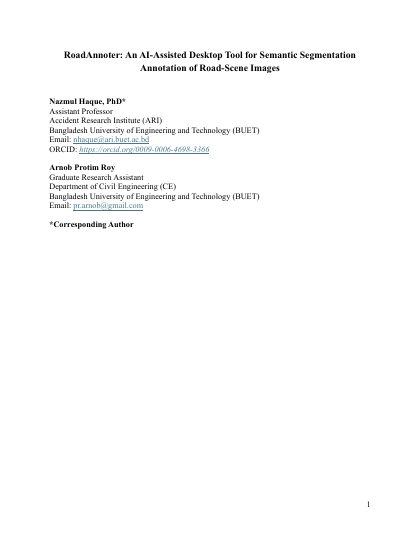 RoadAnnoter: An AI-Assisted Desktop Tool for Semantic Segmentation
Annotation of Road-Scene Images
Nazmul Haque, PhD*
Assistant Professor
Accident Research Institute (ARI)
Bangladesh University of Engineering and Technology (BUET)
Email: nhaque@ari.buet.ac.bd
ORCID: https://orcid.org/0009-0006-4698-3366
Arnob Protim Roy
Graduate Research Assistant
Department of Civil Engineering (CE)
Bangladesh University of Engineering and Technology (BUET)
Email: pr.arnob@gmail.com
*Corresponding Author
1